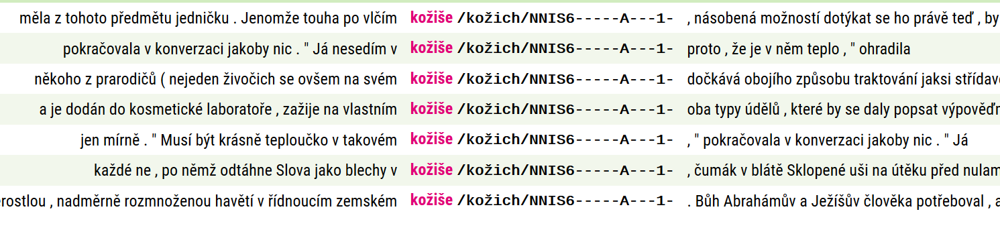 měla z tohoto předmětu jedničku . Jenomže touha po vlčím kožiše /kožich/NNIS6-----A---1- , násobená možností dotýkat se ho právě teď , by
pokračovala v konverzaci jakoby nic . " Já nesedím v kožiše /kožich/NNIS6-----A---1- proto , že je v něm teplo , " ohradila
někoho z prarodičů ( nejeden živočich se ovšem na svém kožiše /kožich/NNIS6-----A---1- dočkává obojího způsobu traktování jaksi
a je dodán do kosmetické laboratoře , zažije na vlastním kožiše /kožich/NNIS6-----A---1- oba typy údělů , které by se daly popsat
jen mírně . " Musí být krásně teploučko v takovém kožiše /kožich/NNIS6-----A---1- , " pokračovala v konverzaci jakoby nic . " Já
každé ne , po němž odtáhne Slova jako blechy v kožiše /kožich/NNIS6-----A---1- , čumák v blátě Sklopené uši na útěku před
, nadměrně rozmnoženou havětí v řídnoucím zemském kožiše /kožich/NNIS6-----A---1- . Bůh Abrahámův a Ježíšův člověka potřeboval ,